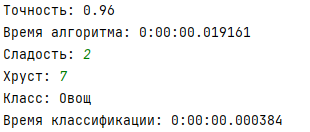 Точность: 0.96
Время алгоритма: 0:00:00.019161
Сладость: 2
Хруст: 7
Класс: Овощ
Время классификации: 0:00:00.000384